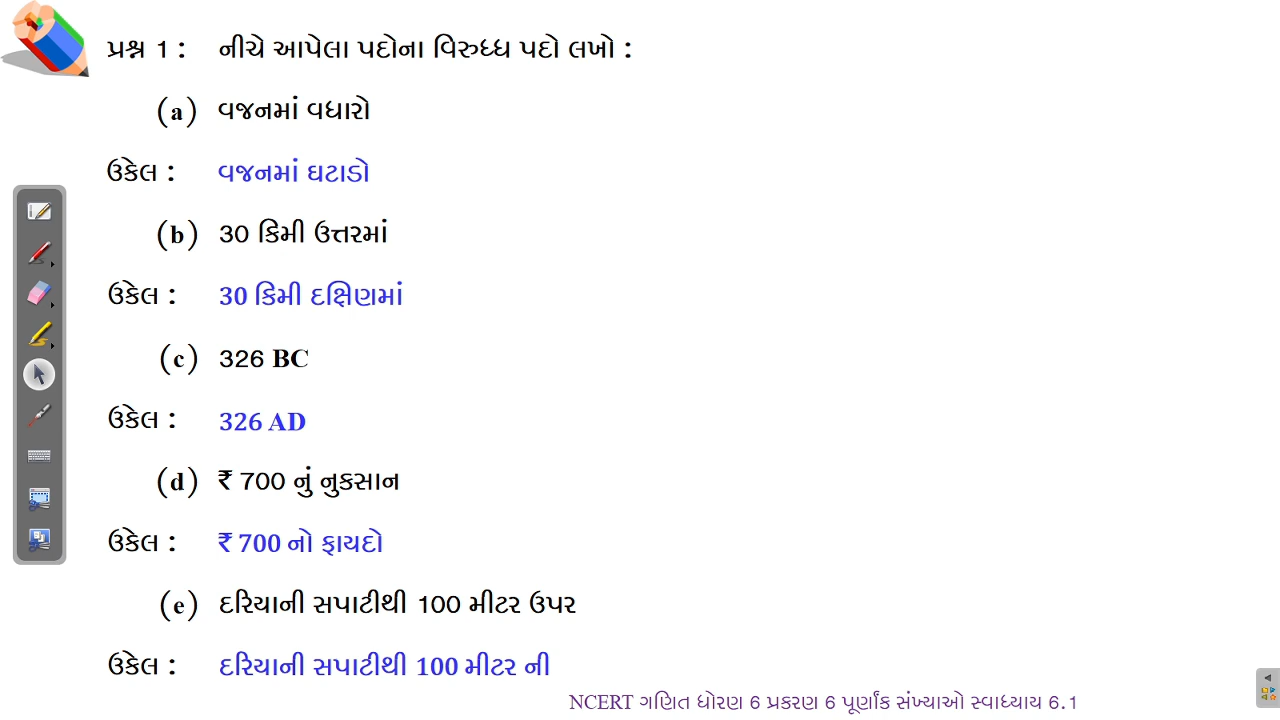 પ્રશ્ન 1 : નીચે આપેલા પદોના વિરુધ્ધ પદો લખો :
(a) વજનમાં વધારો
ઉકેલ : વજનમાં ઘટાડો
(b) 30 કિમી ઉત્તરમાં
ઉકેલ : 30 કિમી દક્ષિણમાં
(c) 326 BC
ઉકેલ : 326 AD
(d) ₹ 700 નું નુકસાન
ઉકેલ : ₹ 700 નો ફાયદો
(e) દરિયાની સપાટીથી 100 મીટર ઉપર
ઉકેલ : દરિયાની સપાટીથી 100 મીટર ની
NCERT ગણિત ધોરણ 6 પ્રકરણ 6 પૂર્ણાંક સંખ્યાઓ સ્વાધ્યાય 6.1